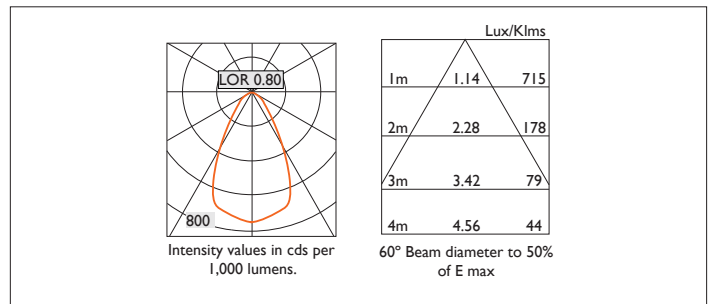 LOR 0.80
800
Intensity values in cds per
1,000 lumens.
Lux/Klms
1m 1.14 715
2m 2.28 178
3m 3.42 79
4m 4.56 44
60º Beam diameter to 50%
of E max